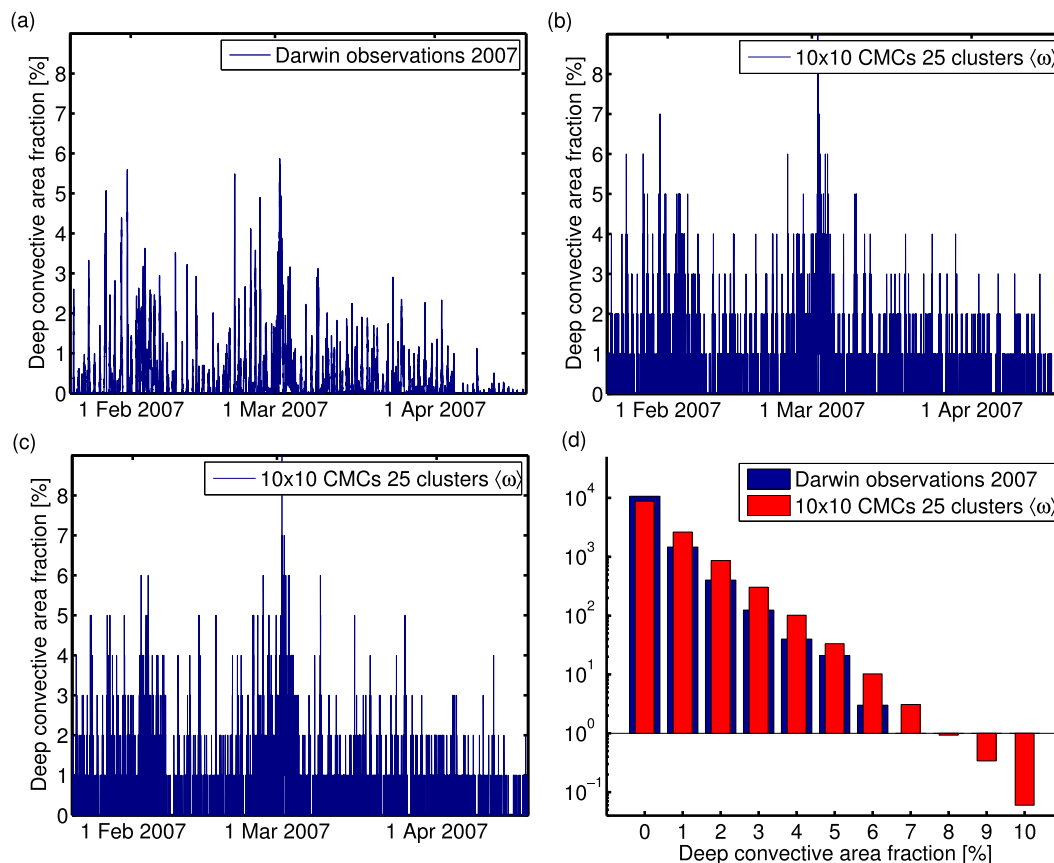 (a)
Darwin observations 2007
Deep convective area fraction [%]
8
7
6
5
4
3
2
1
0
1 Feb 2007 1 Mar 2007 1 Apr 2007
(b)
10x10 CMCs 25 clusters ⟨ω⟩
Deep convective area fraction [%]
8
7
6
5
4
3
2
1
0
1 Feb 2007 1 Mar 2007 1 Apr 2007
(c)
10x10 CMCs 25 clusters ⟨ω⟩
Deep convective area fraction [%]
8
7
6
5
4
3
2
1
0
1 Feb 2007 1 Mar 2007 1 Apr 2007
(d)
Darwin observations 2007
10x10 CMCs 25 clusters ⟨ω⟩
10⁴
10³
10²
10¹
10⁰
10⁻¹
0 1 2 3 4 5 6 7 8 9 10
Deep convective area fraction [%]